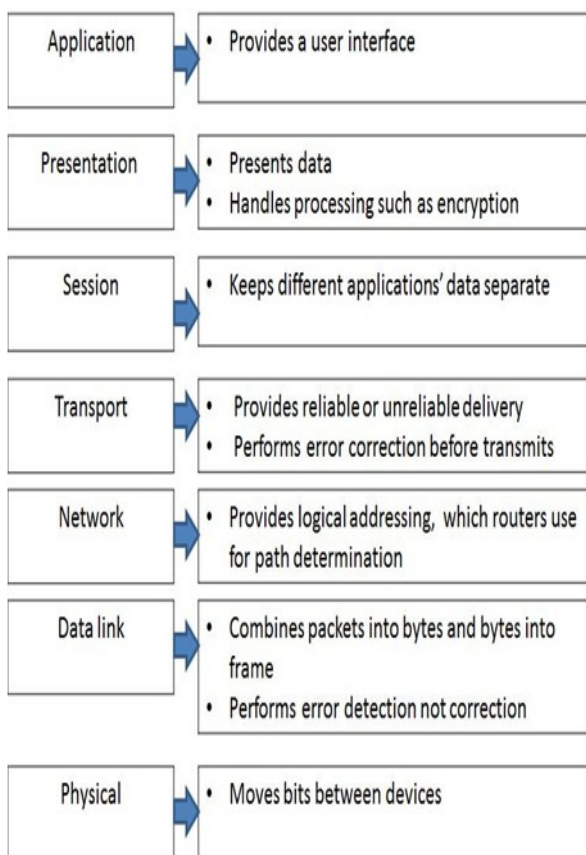 Application
• Provides a user interface
Presentation
• Presents data
• Handles processing such as encryption
Session
• Keeps different applications' data separate
Transport
• Provides reliable or unreliable delivery
• Performs error correction before transmits
Network
• Provides logical addressing, which routers use
for path determination
Data link
• Combines packets into bytes and bytes into
frame
• Performs error detection not correction
Physical
• Moves bits between devices